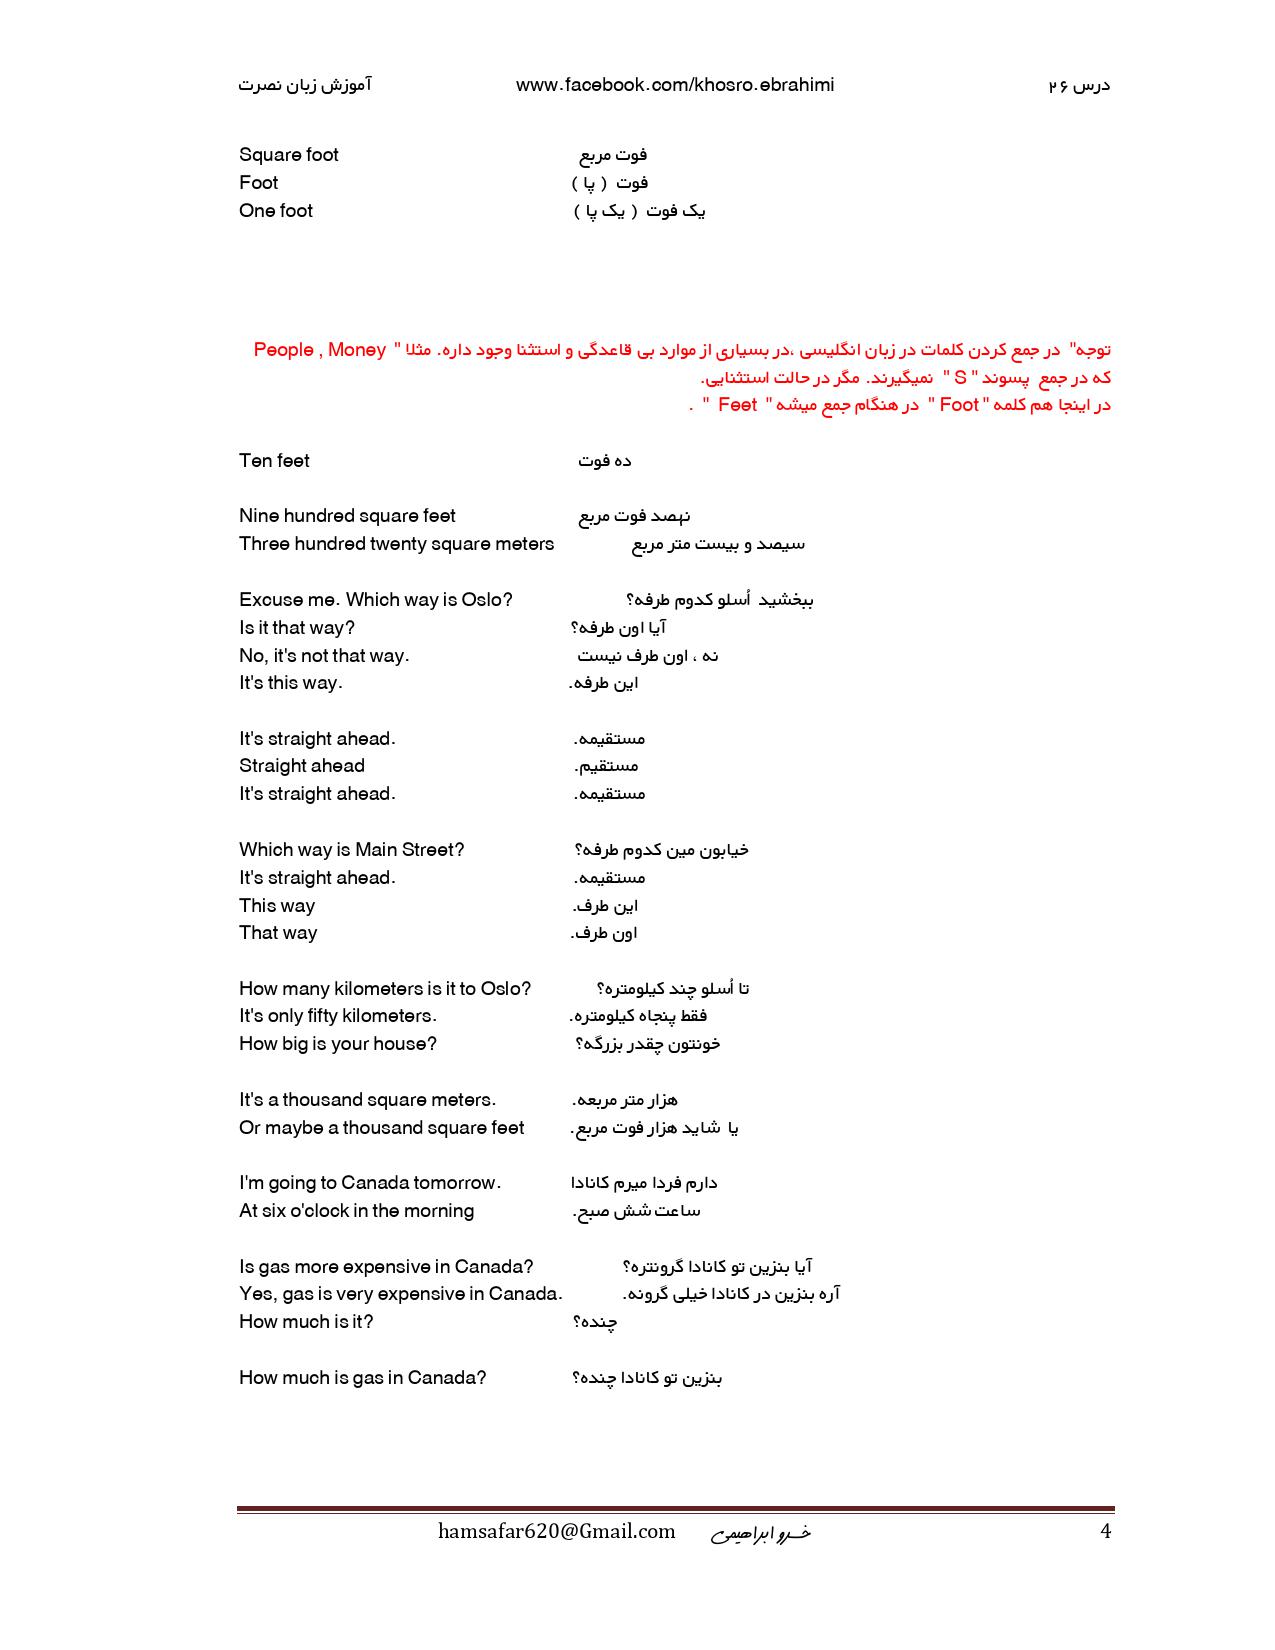 آموزش زبان نصرت www.facebook.com/khosro.ebrahimi درس ۲۶
Square foot فوت مربع
Foot فوت ( پا )
One foot یک فوت ( یک پا )
توجه" در جمع کردن کلمات در زبان انگلیسی ،در بسیاری از موارد بی قاعدگی و استثنا وجود داره. مثلا " People , Money
که در جمع پسوند " S " نمیگیرند. مگر در حالت استثنایی.
در اینجا هم کلمه " Foot " در هنگام جمع میشه " Feet " .
Ten feet ده فوت
Nine hundred square feet نهصد فوت مربع
Three hundred twenty square meters سیصد و بیست متر مربع
Excuse me. Which way is Oslo? ببخشید اُسلو کدوم طرفه؟
Is it that way? آیا اون طرفه؟
No, it's not that way. نه ، اون طرف نیست
It's this way. این طرفه.
It's straight ahead. مستقیمه.
Straight ahead مستقیم.
It's straight ahead. مستقیمه.
Which way is Main Street? خیابون مین کدوم طرفه؟
It's straight ahead. مستقیمه.
This way این طرف.
That way اون طرف.
How many kilometers is it to Oslo? تا اُسلو چند کیلومتره؟
It's only fifty kilometers. فقط پنجاه کیلومتره.
How big is your house? خونتون چقدر بزرگه؟
It's a thousand square meters. هزار متر مربعه.
Or maybe a thousand square feet یا شاید هزار فوت مربع.
I'm going to Canada tomorrow. دارم فردا میرم کانادا
At six o'clock in the morning ساعت شش صبح.
Is gas more expensive in Canada? آیا بنزین تو کانادا گرونتره؟
Yes, gas is very expensive in Canada. آره بنزین در کانادا خیلی گرونه.
How much is it? چنده؟
How much is gas in Canada? بنزین تو کانادا چنده؟
hamsafar620@Gmail.com خسرو ابراهیمی 4